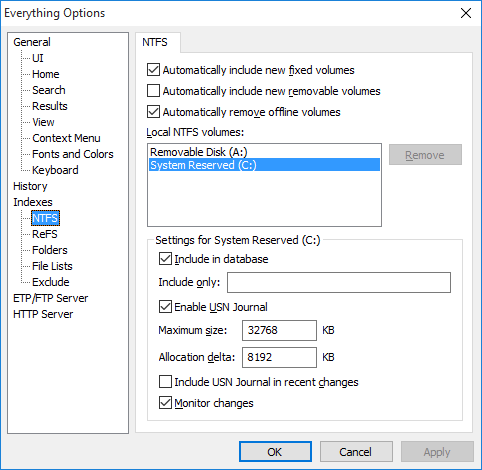 Everything Options
General
UI
Home
Search
Results
View
Context Menu
Fonts and Colors
Keyboard
History
Indexes
NTFS
ReFS
Folders
File Lists
Exclude
ETP/FTP Server
HTTP Server
NTFS
Automatically include new fixed volumes
Automatically include new removable volumes
Automatically remove offline volumes
Local NTFS volumes:
Removable Disk (A:)
System Reserved (C:)
Remove
Settings for System Reserved (C:)
Include in database
Include only:
Enable USN Journal
Maximum size: 32768 KB
Allocation delta: 8192 KB
Include USN Journal in recent changes
Monitor changes
OK Cancel Apply